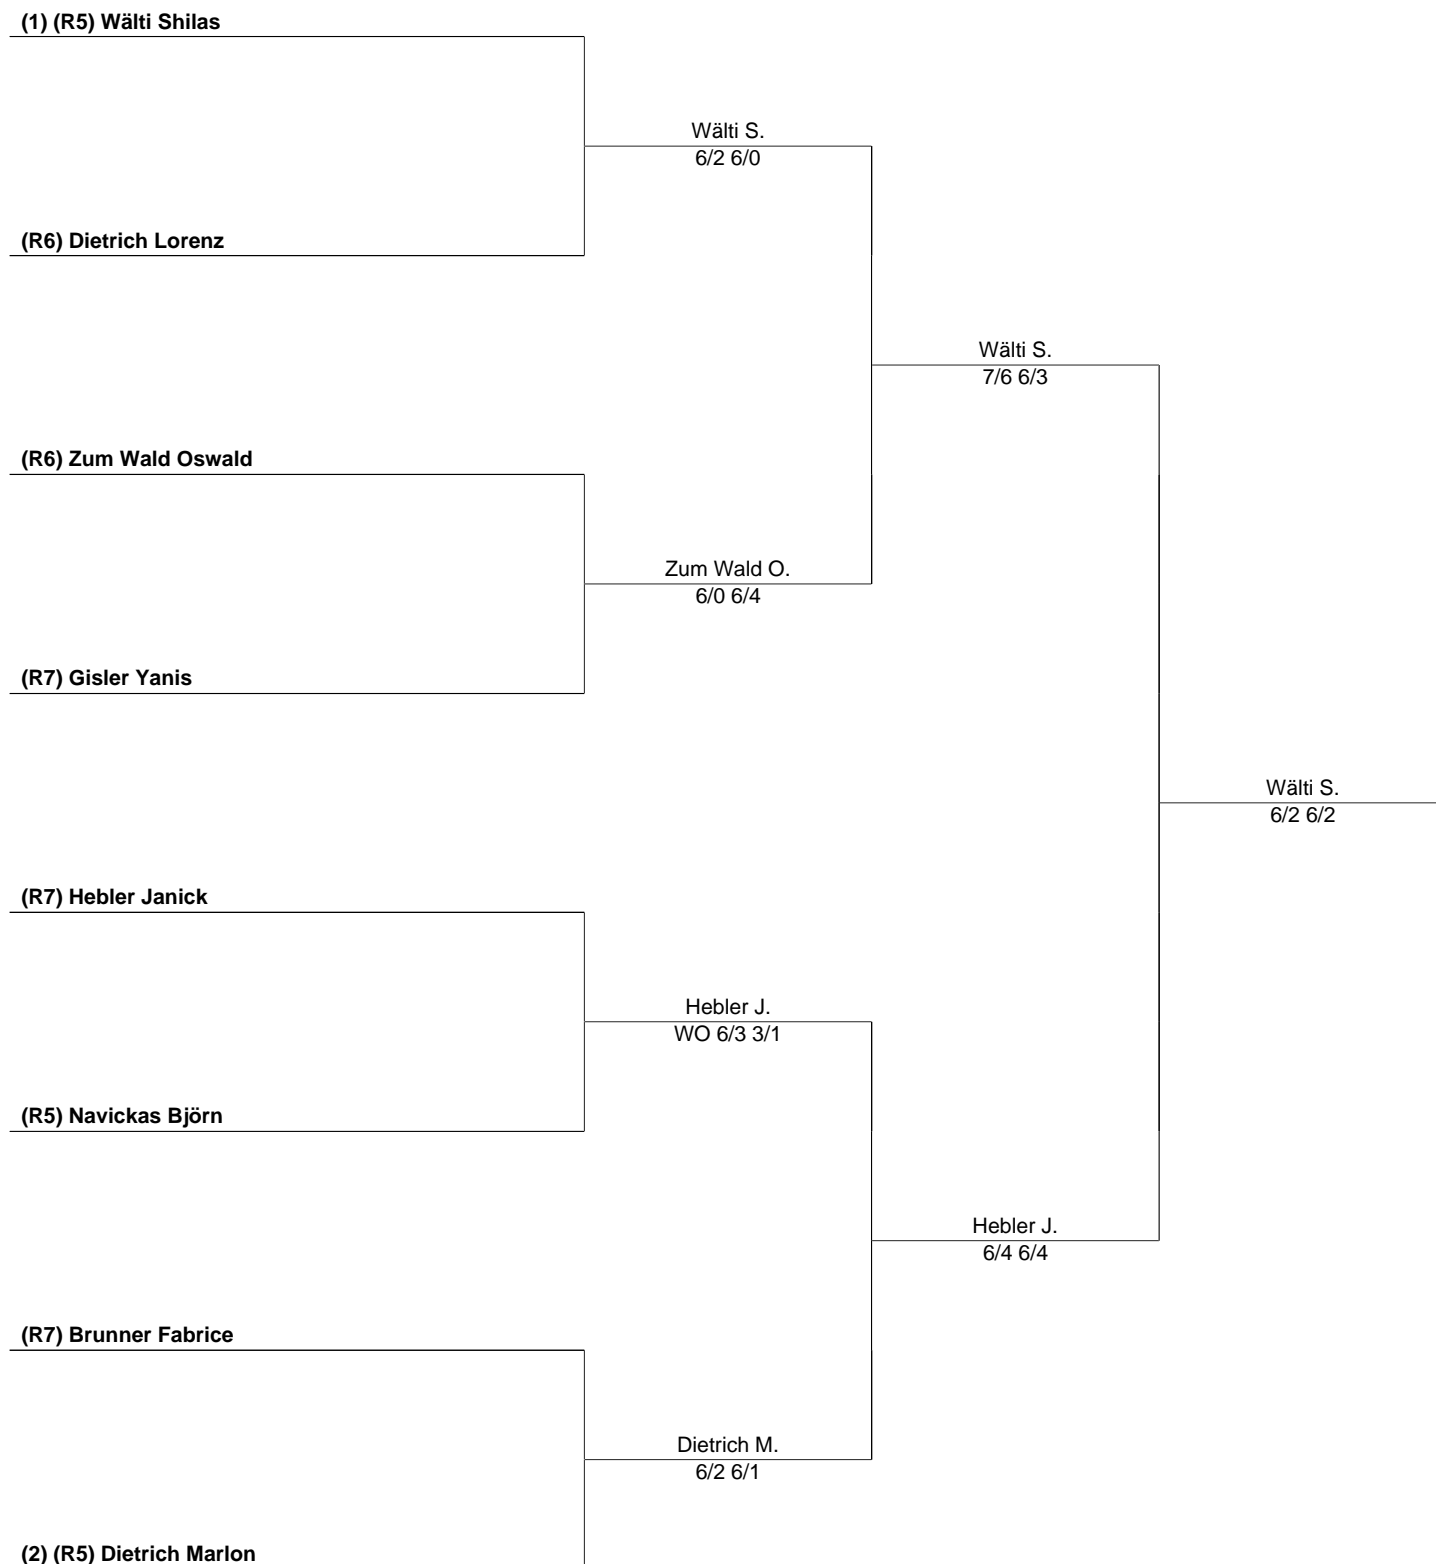 (1) (R5) Wälti Shilas
Wälti S.
6/2 6/0
(R6) Dietrich Lorenz
Wälti S.
7/6 6/3
(R6) Zum Wald Oswald
Zum Wald O.
6/0 6/4
(R7) Gisler Yanis
Wälti S.
6/2 6/2
(R7) Hebler Janick
Hebler J.
WO 6/3 3/1
(R5) Navickas Björn
Hebler J.
6/4 6/4
(R7) Brunner Fabrice
Dietrich M.
6/2 6/1
(2) (R5) Dietrich Marlon